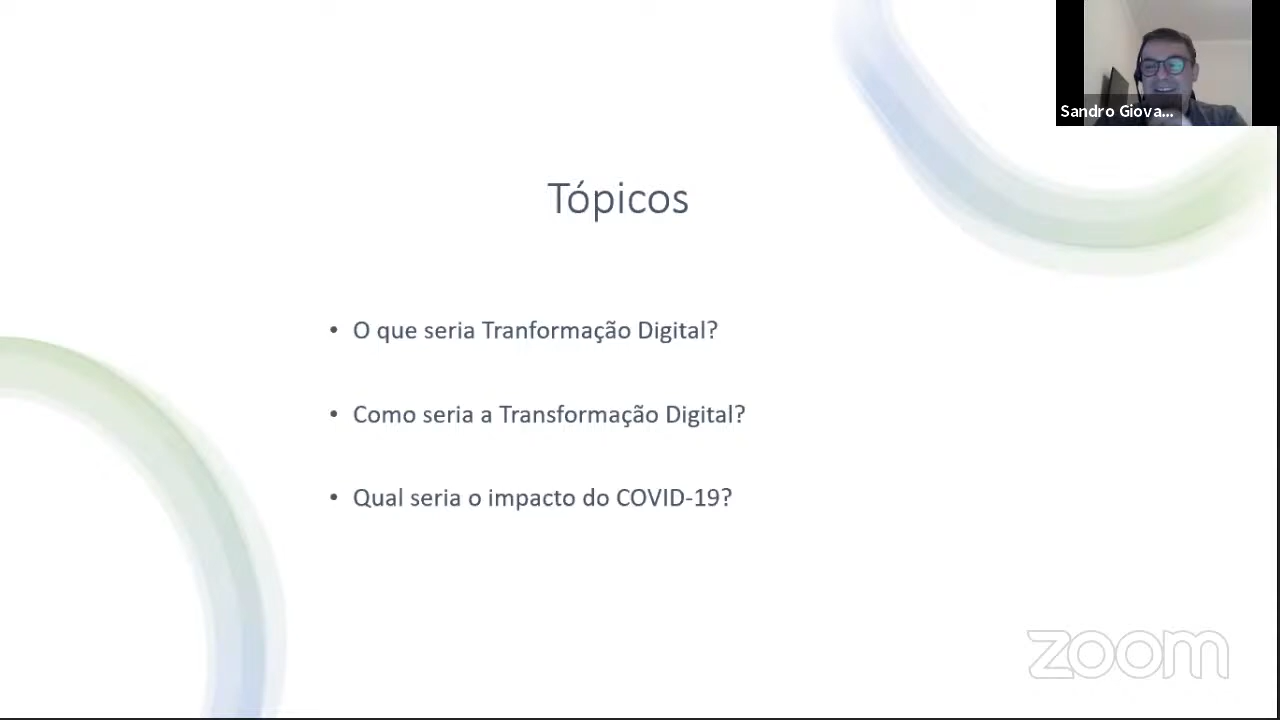 Sandro Giova...
Tópicos
• O que seria Tranformação Digital?
• Como seria a Transformação Digital?
• Qual seria o impacto do COVID-19?
zoom